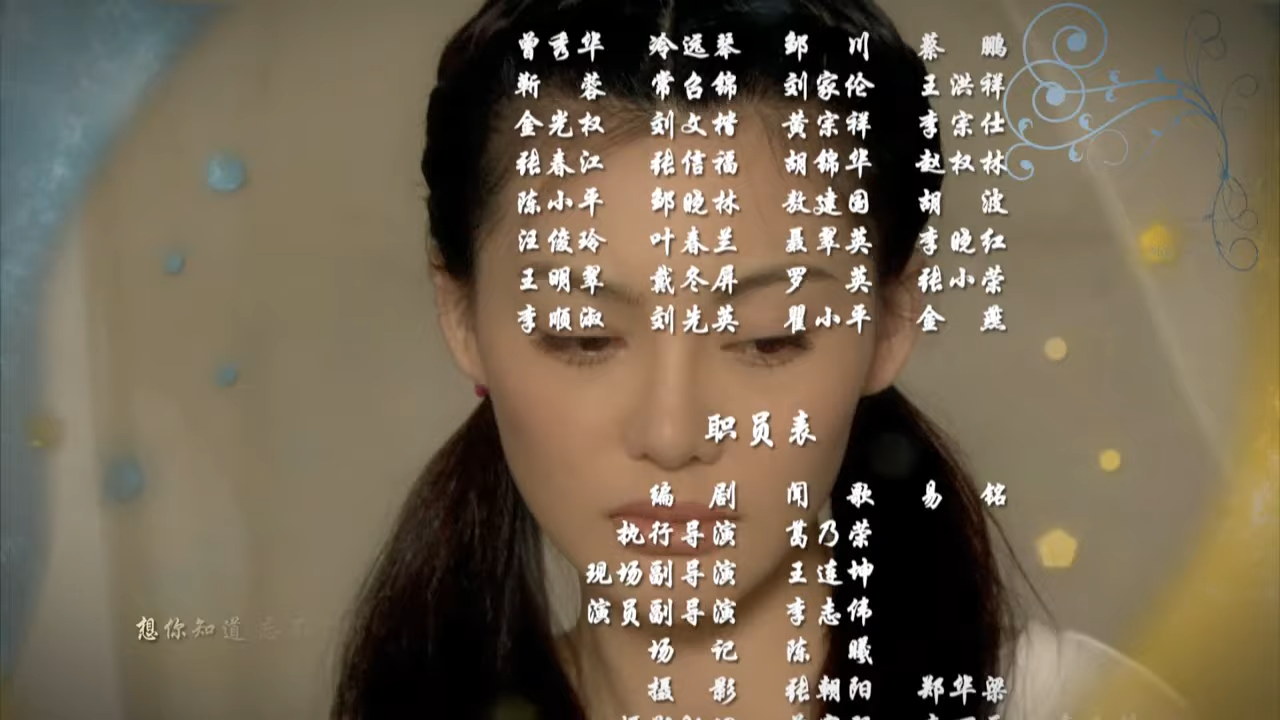 曾秀华 冷远琴 邹川 蔡鹏
靳蓉 常召锦 刘家伦 王洪祥
金光权 刘文楷 黄宗祥 李宗仕
张春江 张信福 胡锦华 赵权林
陈小平 邹晓林 敖建国 胡波
汪俊玲 叶春兰 聂翠英 李晓红
王明翠 戴冬屏 罗英 张小荣
李顺淑 刘先英 瞿小平 金燕
职员表
编剧 闻歌 易铭
执行导演 葛乃荣
现场副导演 王连坤
演员副导演 李志伟
场记 陈曦
摄影 张朝阳 郑华梁
想你知道 忘不